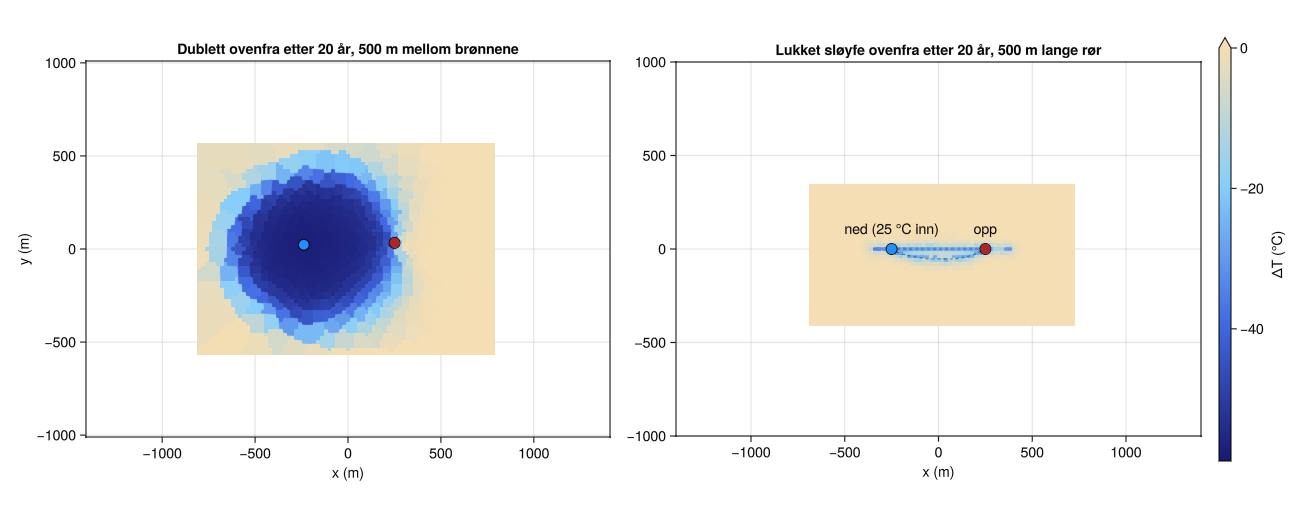 Dublett ovenfra etter 20 år, 500 m mellom brønnene
1000
500
0
−500
−1000
y (m)
−1000
−500
0
500
1000
x (m)
Lukket sløyfe ovenfra etter 20 år, 500 m lange rør
1000
500
0
−500
−1000
ned (25 °C inn)
opp
−1000
−500
0
500
1000
x (m)
0
−20
−40
ΔT (°C)